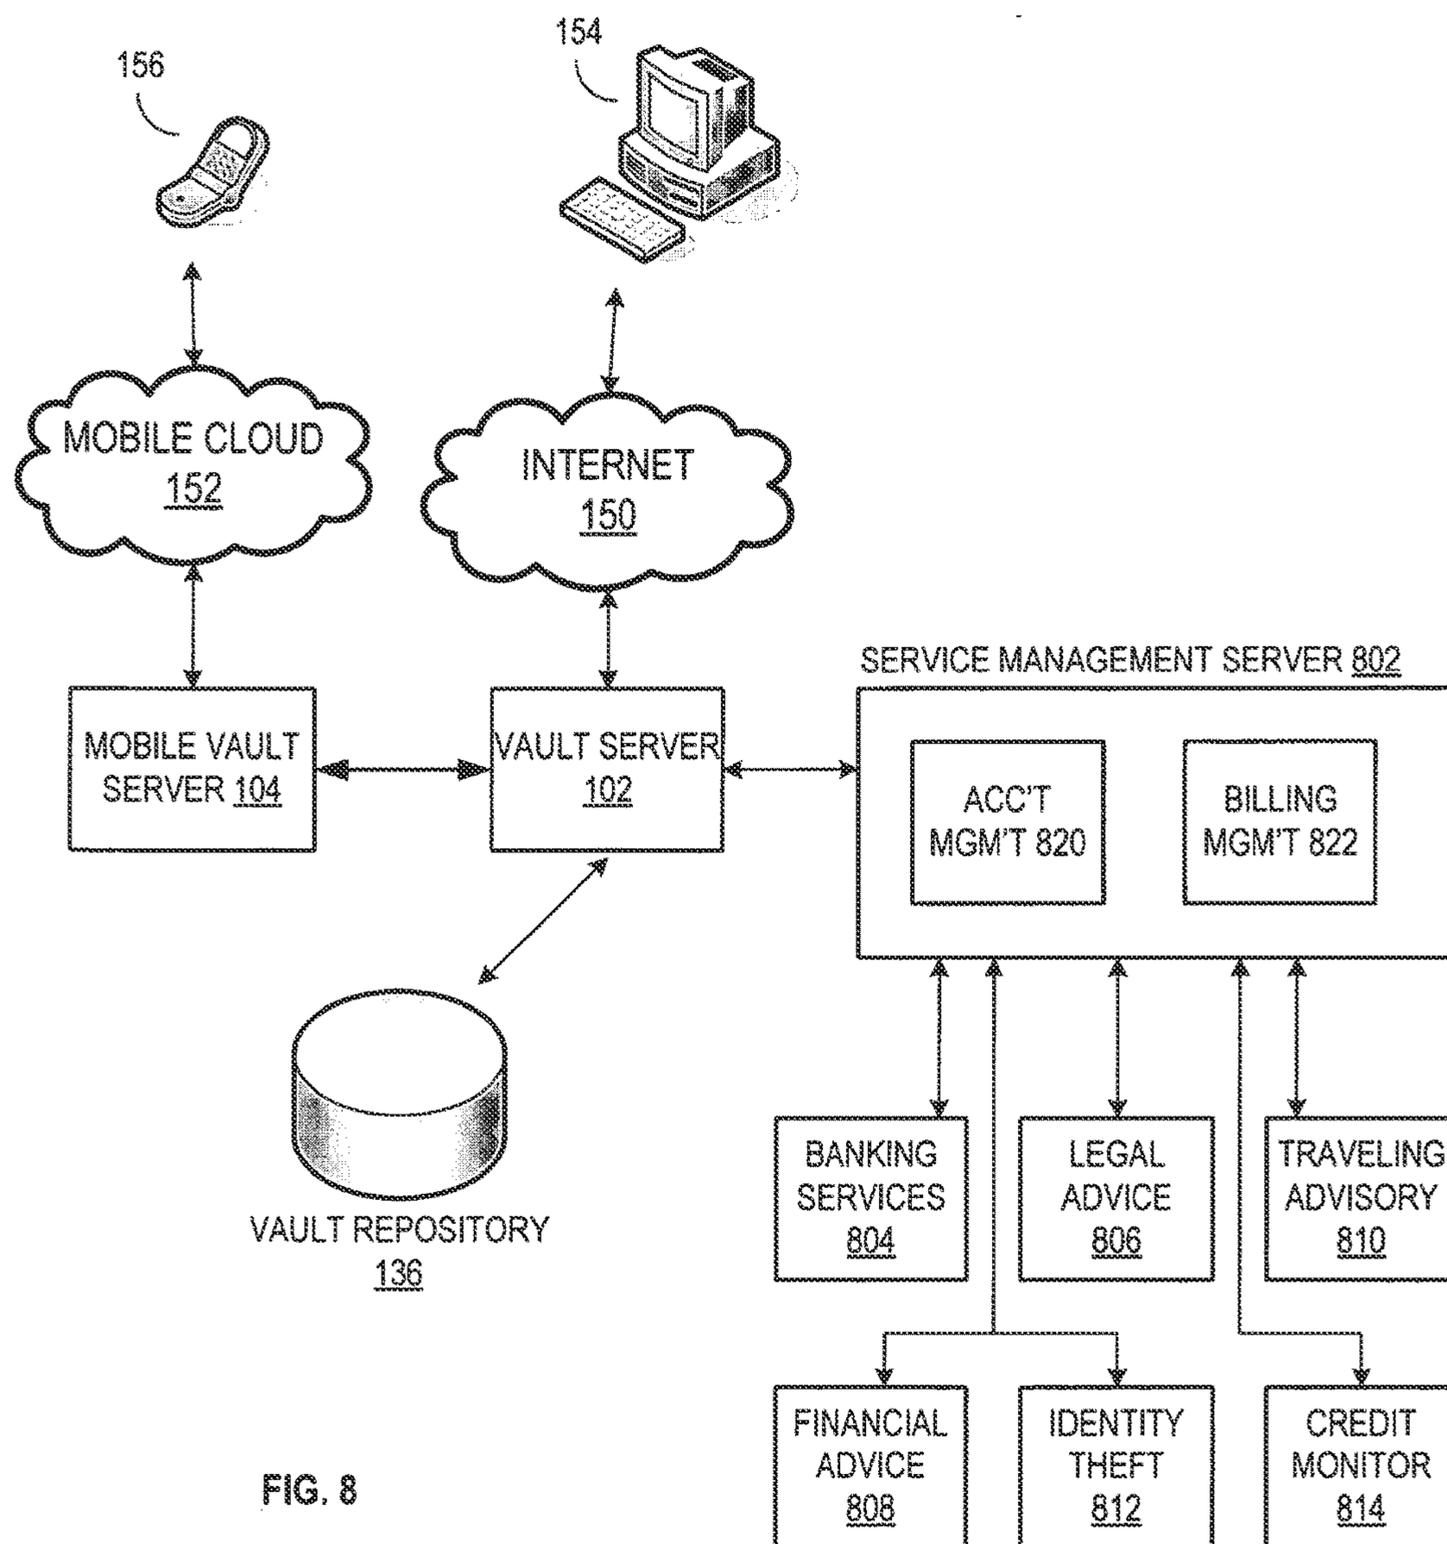 156
154
MOBILE CLOUD
152
INTERNET
150
SERVICE MANAGEMENT SERVER 802
MOBILE VAULT
SERVER 104
VAULT SERVER
102
ACC'T
MGM'T 820
BILLING
MGM'T 822
VAULT REPOSITORY
136
BANKING
SERVICES
804
LEGAL
ADVICE
806
TRAVELING
ADVISORY
810
FINANCIAL
ADVICE
808
IDENTITY
THEFT
812
CREDIT
MONITOR
814
FIG. 8